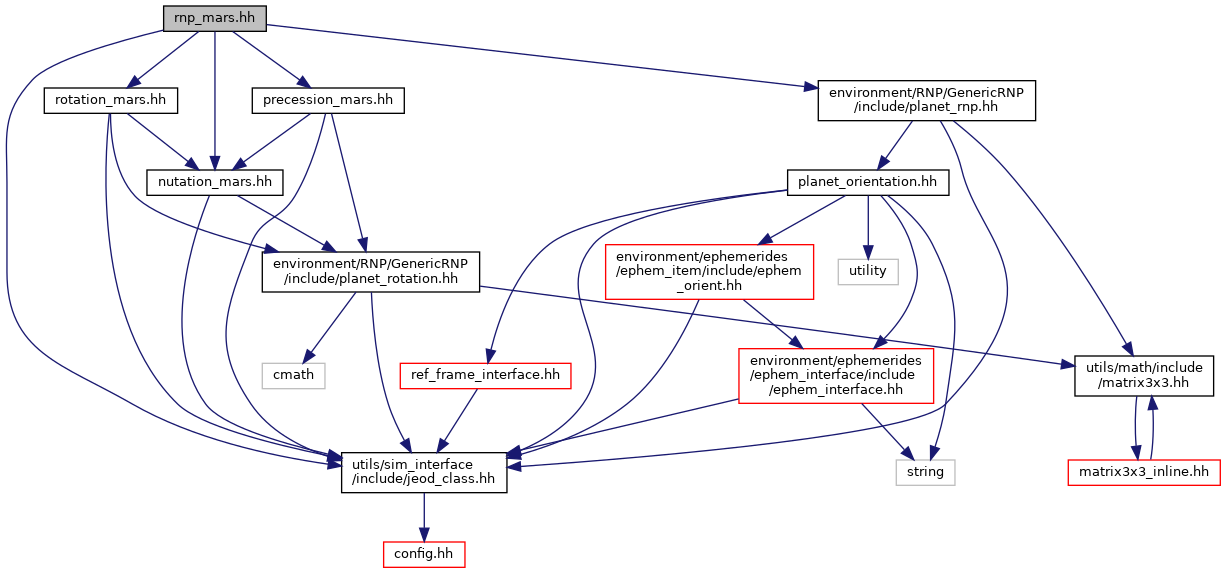 rnp_mars.hh
rotation_mars.hh
precession_mars.hh
environment/RNP/GenericRNP
/include/planet_rnp.hh
nutation_mars.hh
planet_orientation.hh
environment/RNP/GenericRNP
/include/planet_rotation.hh
environment/ephemerides
/ephem_item/include/ephem
_orient.hh
utility
cmath
ref_frame_interface.hh
environment/ephemerides
/ephem_interface/include
/ephem_interface.hh
utils/math/include
/matrix3x3.hh
utils/sim_interface
/include/jeod_class.hh
string
matrix3x3_inline.hh
config.hh